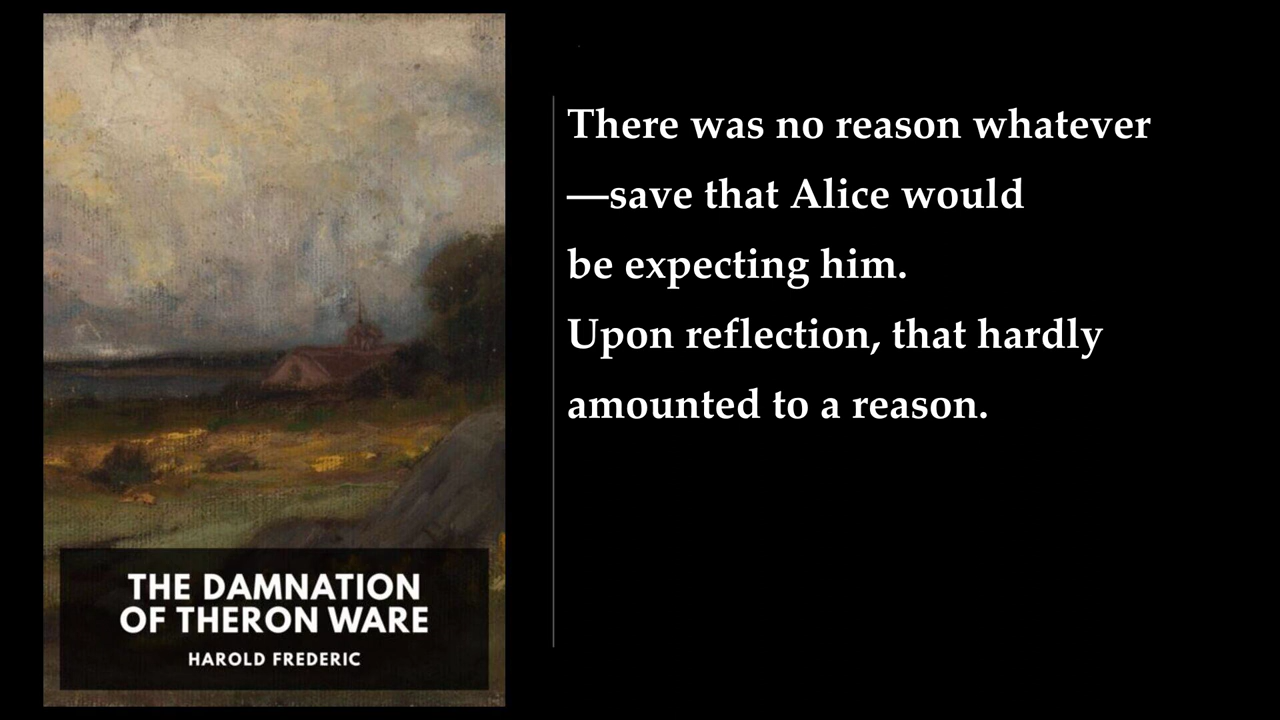 There was no reason whatever
—save that Alice would
be expecting him.
Upon reflection, that hardly
amounted to a reason.
THE DAMNATION
OF THERON WARE
HAROLD FREDERIC